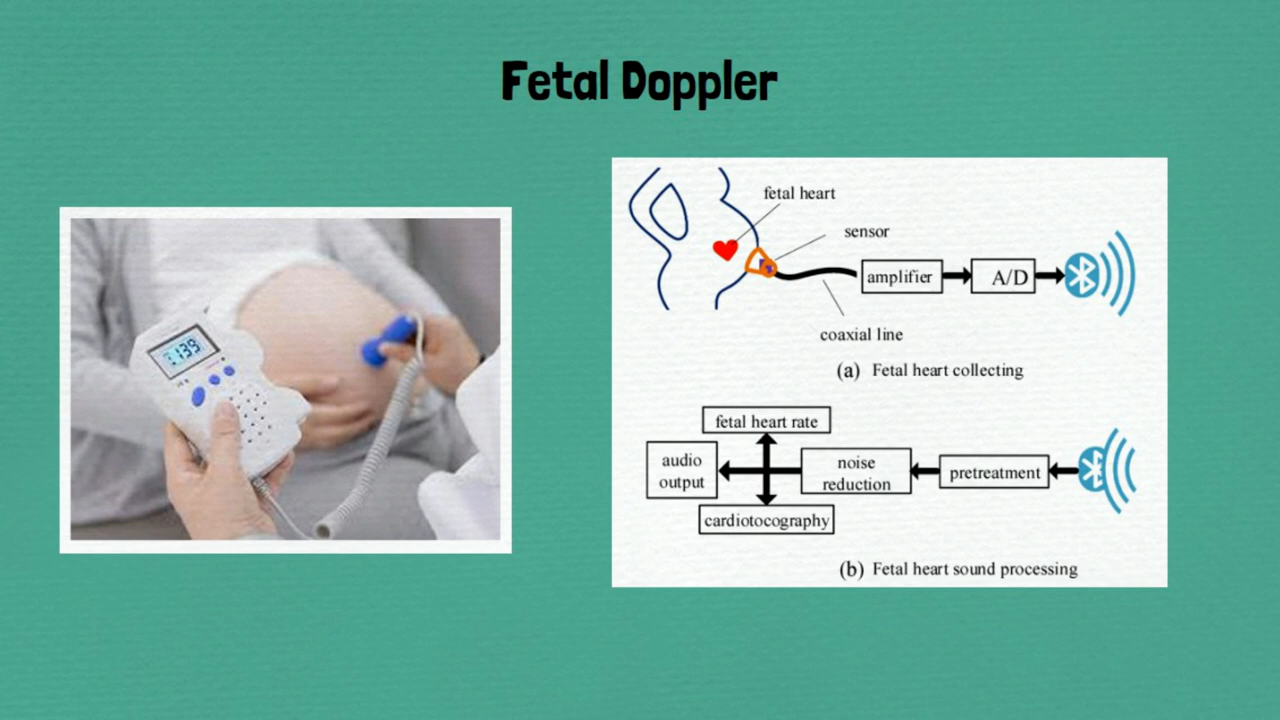 Fetal Doppler
139
fetal heart
sensor
amplifier
A/D
coaxial line
(a) Fetal heart collecting
fetal heart rate
audio
output
noise
reduction
pretreatment
cardiotocography
(b) Fetal heart sound processing